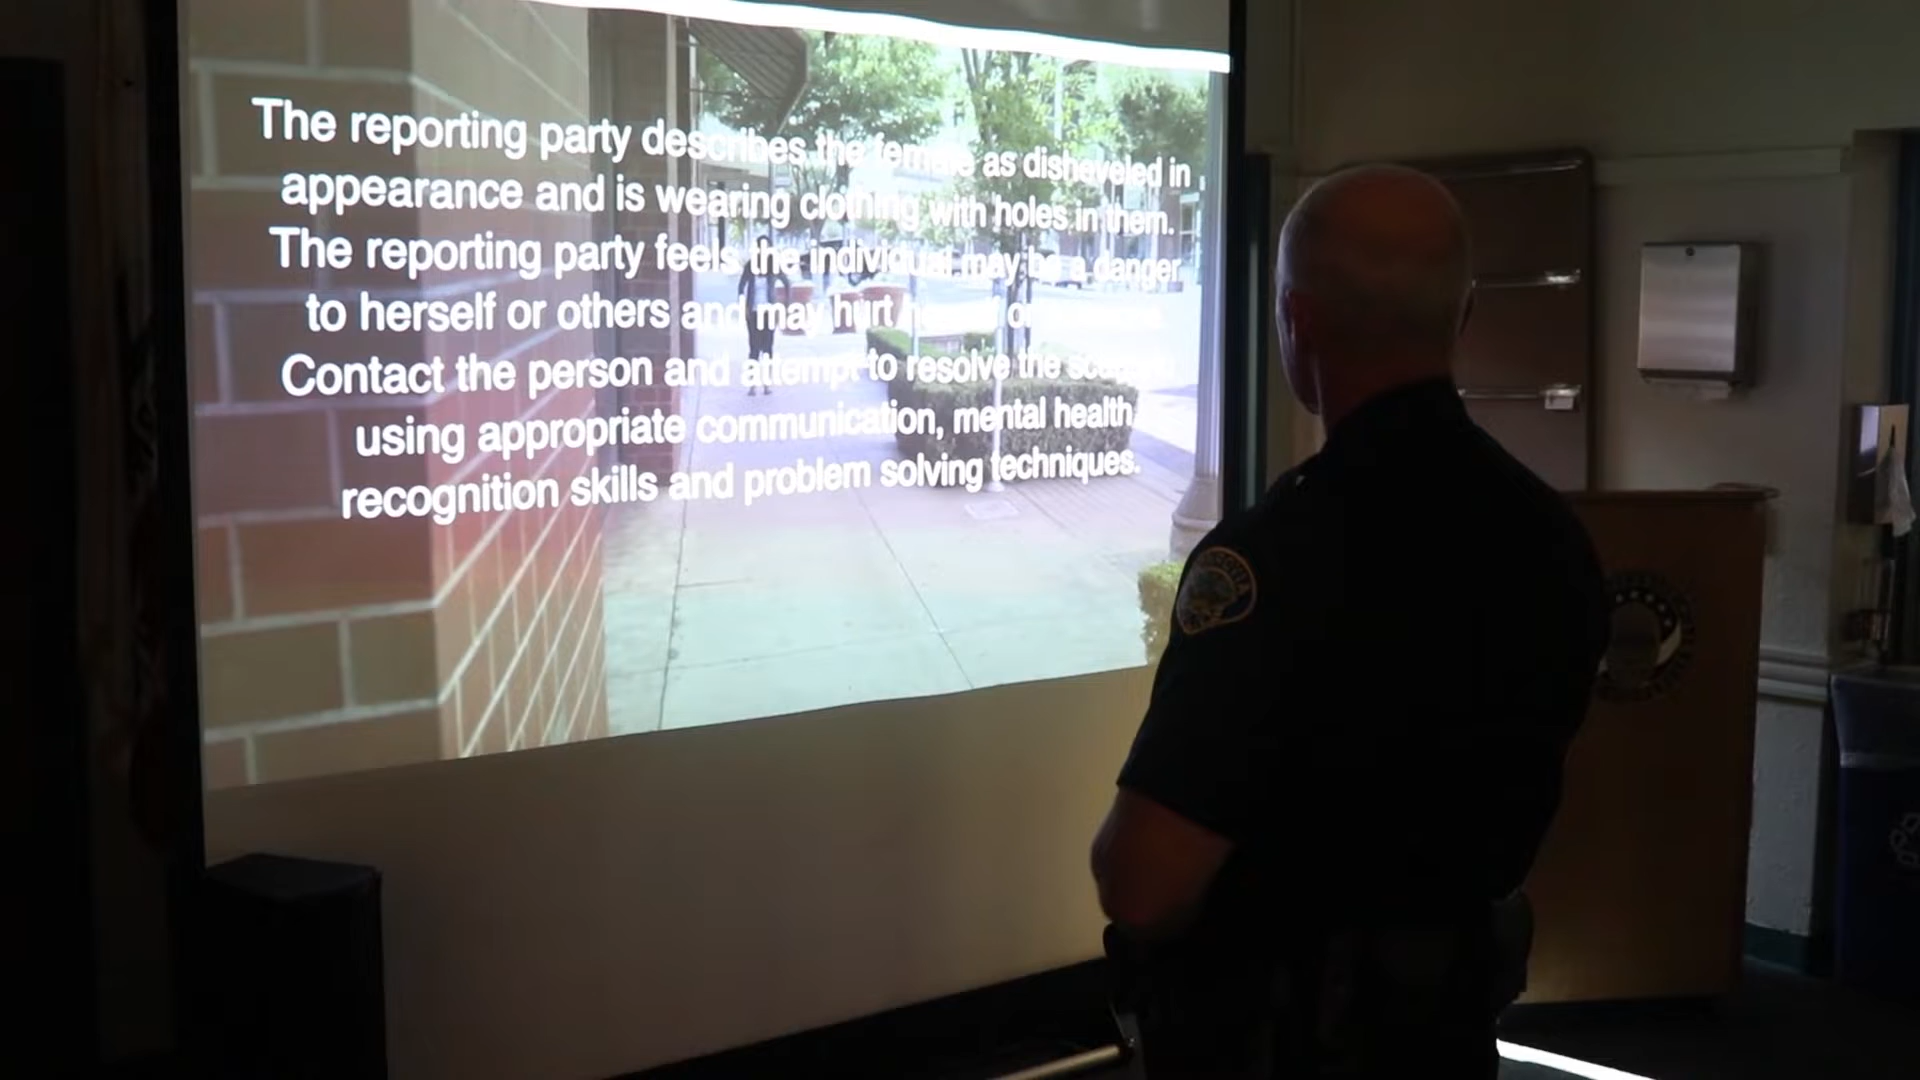 The reporting party describes the female as disheveled in
appearance and is wearing clothing with holes in them.
The reporting party feels the individual may be a danger
to herself or others and may hurt
Contact the person and attempt to resolve the
using appropriate communication, mental health
recognition skills and problem solving techniques.